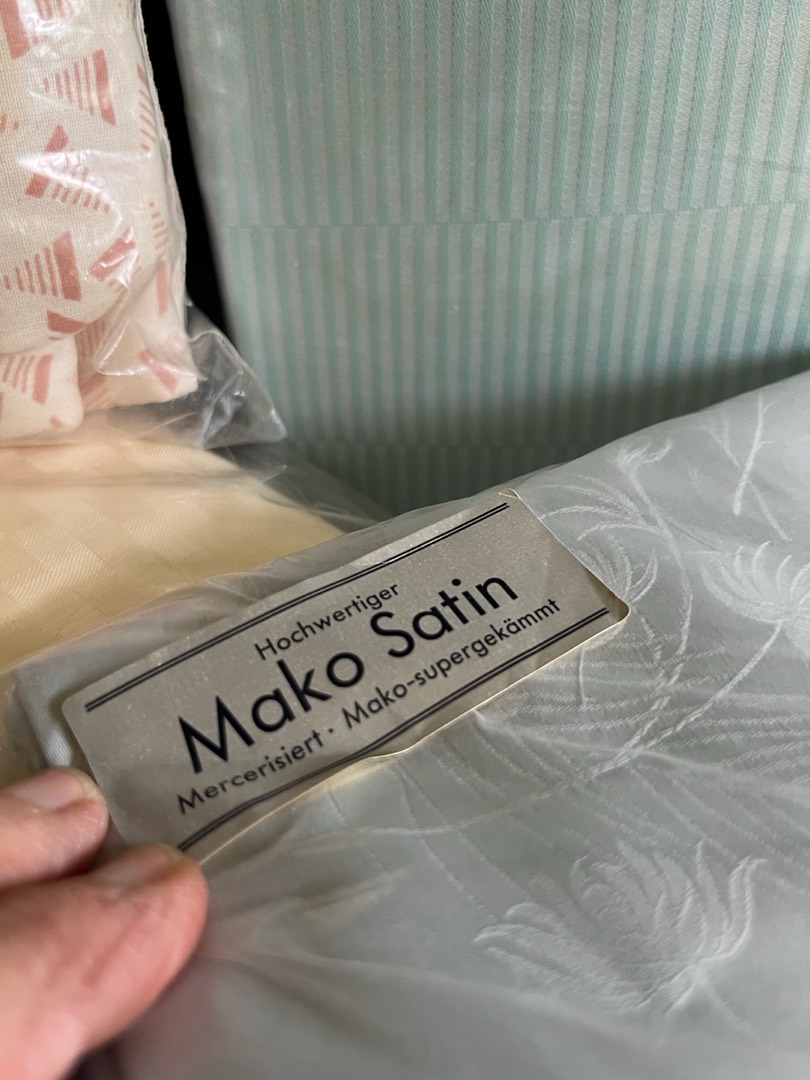 Hochwertiger
Mako Satin
Mercerisiert · Mako-supergekämmt